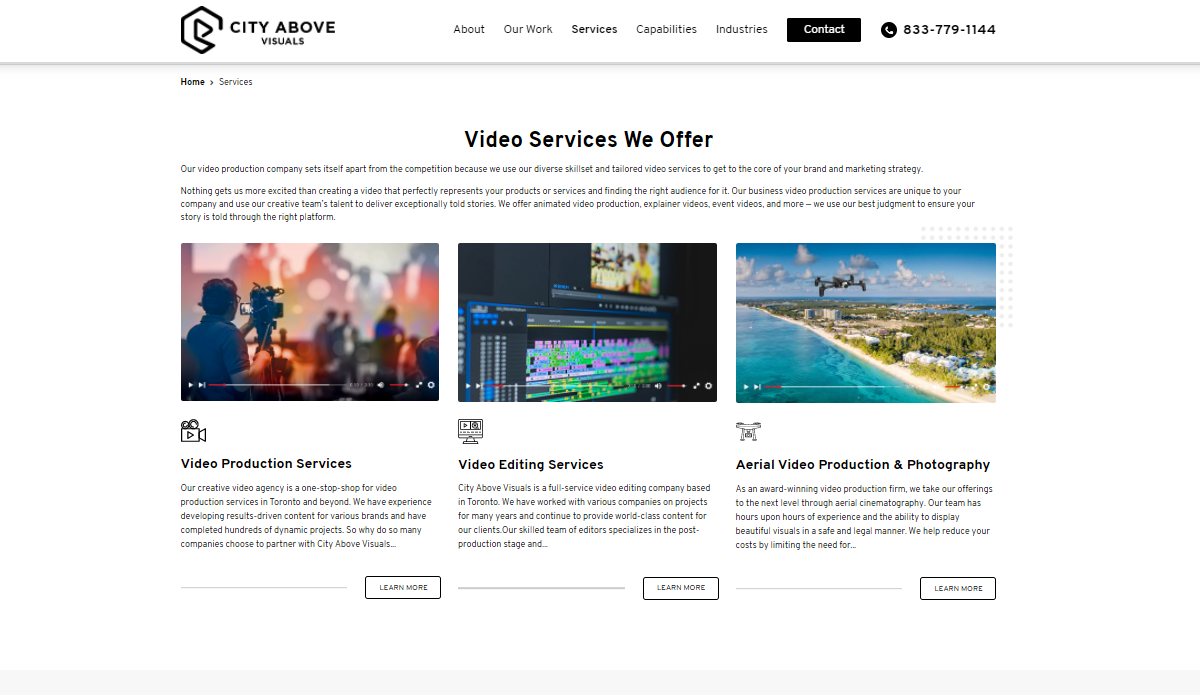 CITY ABOVE
VISUALS
About Our Work Services Capabilities Industries Contact 833-779-1144
Home > Services
Video Services We Offer
Our video production company sets itself apart from the competition because we use our diverse skillset and tailored video services to get to the core of your brand and marketing strategy.
Nothing gets us more excited than creating a video that perfectly represents your products or services and finding the right audience for it. Our business video production services are unique to your
company and use our creative team's talent to deliver exceptionally told stories. We offer animated video production, explainer videos, event videos, and more – we use our best judgment to ensure your
story is told through the right platform.
Video Production Services
Our creative video agency is a one-stop-shop for video
production services in Toronto and beyond. We have experience
developing results-driven content for various brands and have
completed hundreds of dynamic projects. So why do so many
companies choose to partner with City Above Visuals...
LEARN MORE
Video Editing Services
City Above Visuals is a full-service video editing company based
in Toronto. We have worked with various companies on projects
for many years and continue to provide world-class content for
our clients.Our skilled team of editors specializes in the post-
production stage and...
LEARN MORE
Aerial Video Production & Photography
As an award-winning video production firm, we take our offerings
to the next level through aerial cinematography. Our team has
hours upon hours of experience and the ability to display
beautiful visuals in a safe and legal manner. We help reduce your
costs by limiting the need for...
LEARN MORE